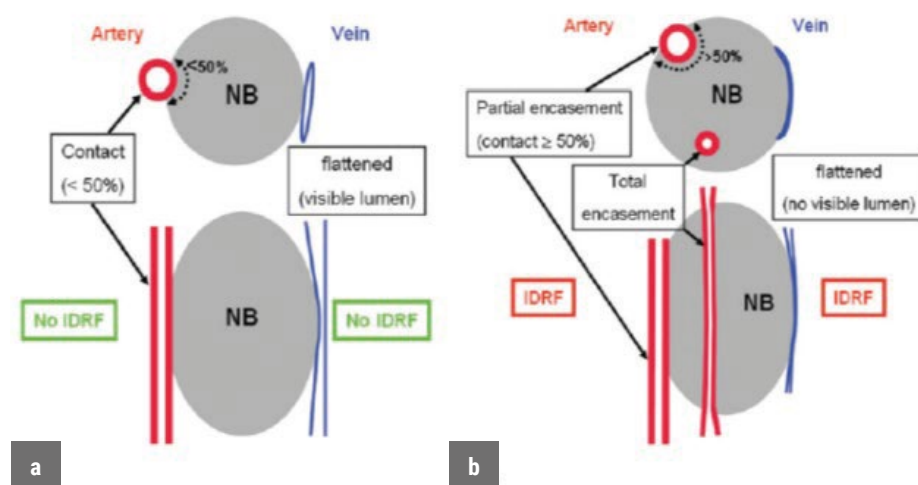 Artery
Vein
<50%
NB
Contact
(< 50%)
flattened
(visible lumen)
No IDRF
NB
No IDRF
a
Artery
Vein
>50%
NB
Partial encasement
(contact ≥ 50%)
Total
encasement
flattened
(no visible lumen)
IDRF
NB
IDRF
b